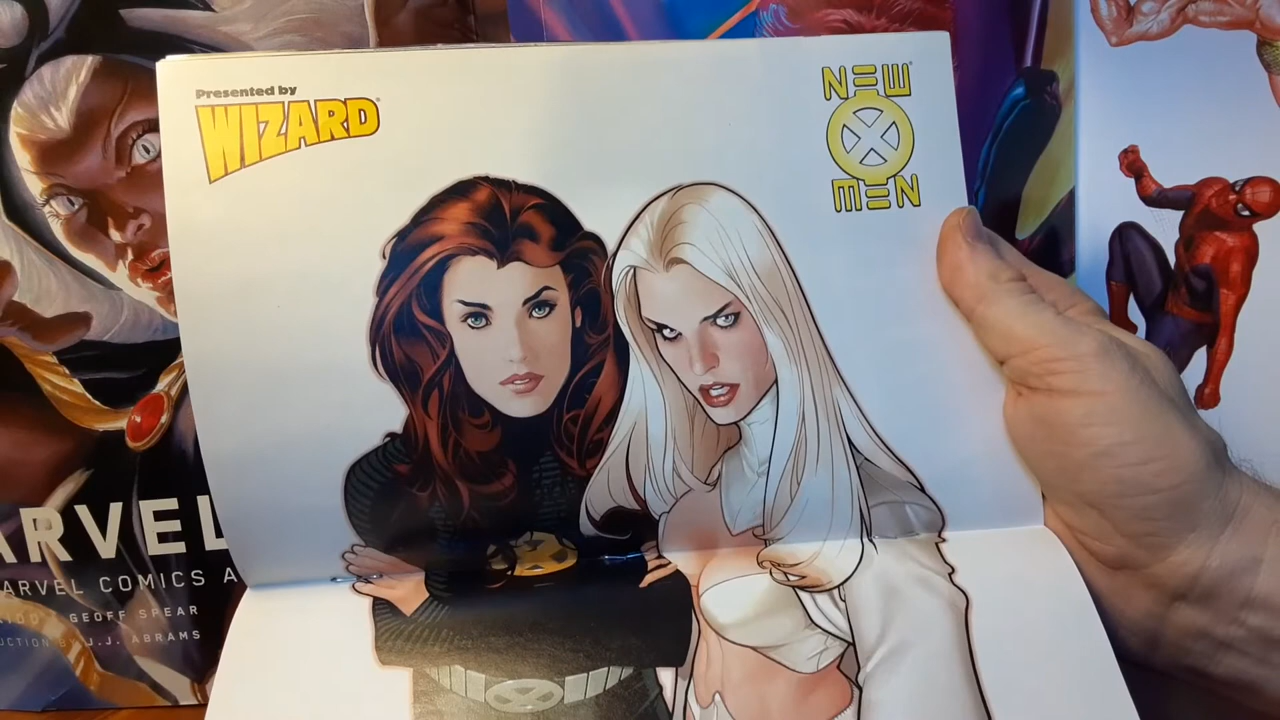 Presented by
WIZARD
NEW
MEN
ARVEL
ARVEL COMICS A
GEOFF SPEAR
J.J. ABRAMS